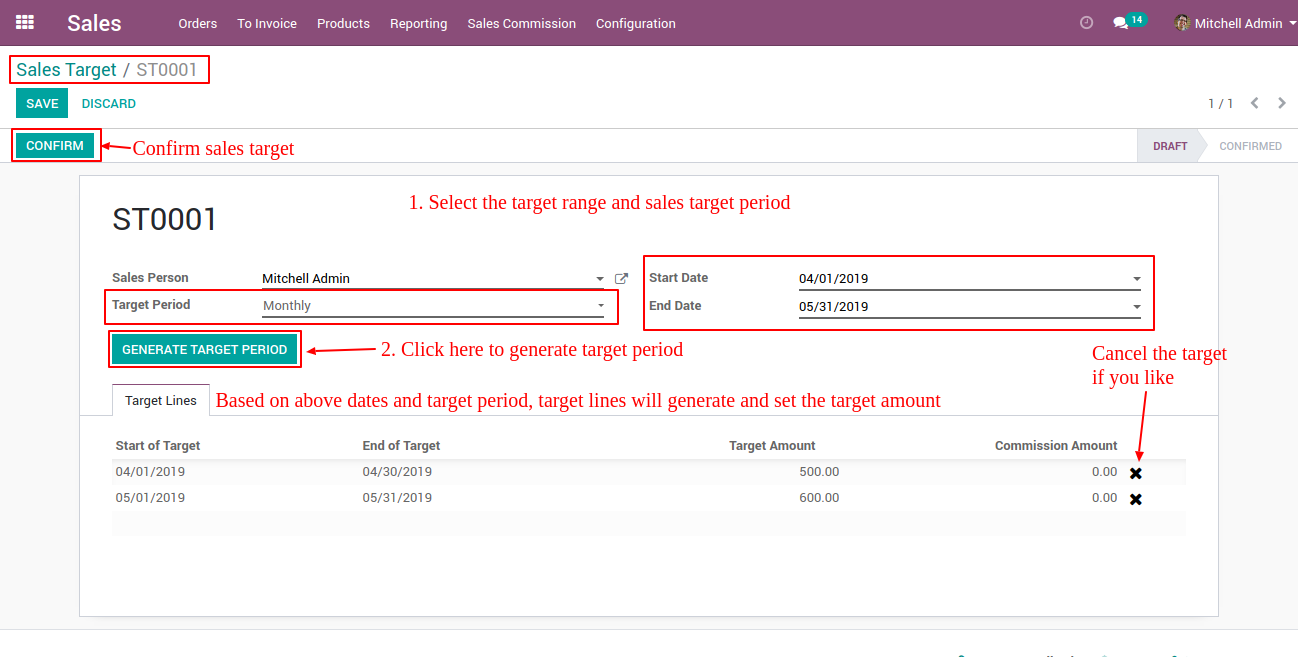 Sales Orders To Invoice Products Reporting Sales Commission Configuration 14 Mitchell Admin
Sales Target / ST0001
SAVE DISCARD 1 / 1
CONFIRM Confirm sales target DRAFT CONFIRMED
1. Select the target range and sales target period
ST0001
Sales Person Mitchell Admin Start Date 04/01/2019
Target Period Monthly End Date 05/31/2019
GENERATE TARGET PERIOD 2. Click here to generate target period
Cancel the target
if you like
Target Lines Based on above dates and target period, target lines will generate and set the target amount
Start of Target End of Target Target Amount Commission Amount
04/01/2019 04/30/2019 500.00 0.00
05/01/2019 05/31/2019 600.00 0.00